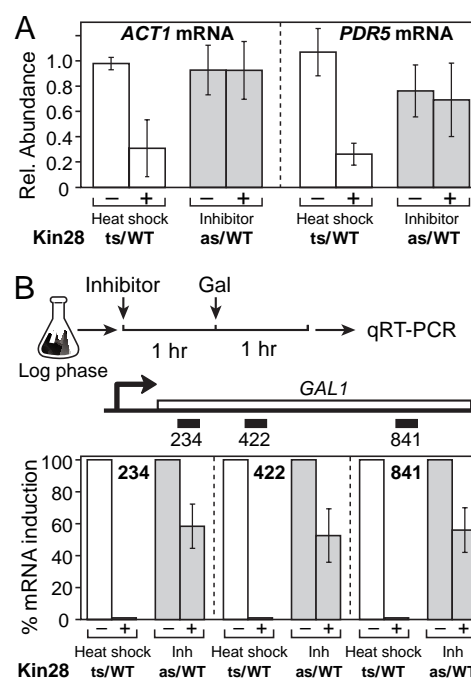 A
ACT1 mRNA
PDR5 mRNA
Rel. Abundance
1.0
0.8
0.6
0.4
0.2
0
− + − + − + − +
Heat shock Inhibitor Heat shock Inhibitor
Kin28 ts/WT as/WT ts/WT as/WT
B
Inhibitor Gal
1 hr 1 hr
qRT-PCR
Log phase
GAL1
234 422 841
% mRNA induction
100
80
60
40
20
0
234 422 841
− + − + − + − + − + − +
Heat shock Inh Heat shock Inh Heat shock Inh
Kin28 ts/WT as/WT ts/WT as/WT ts/WT as/WT